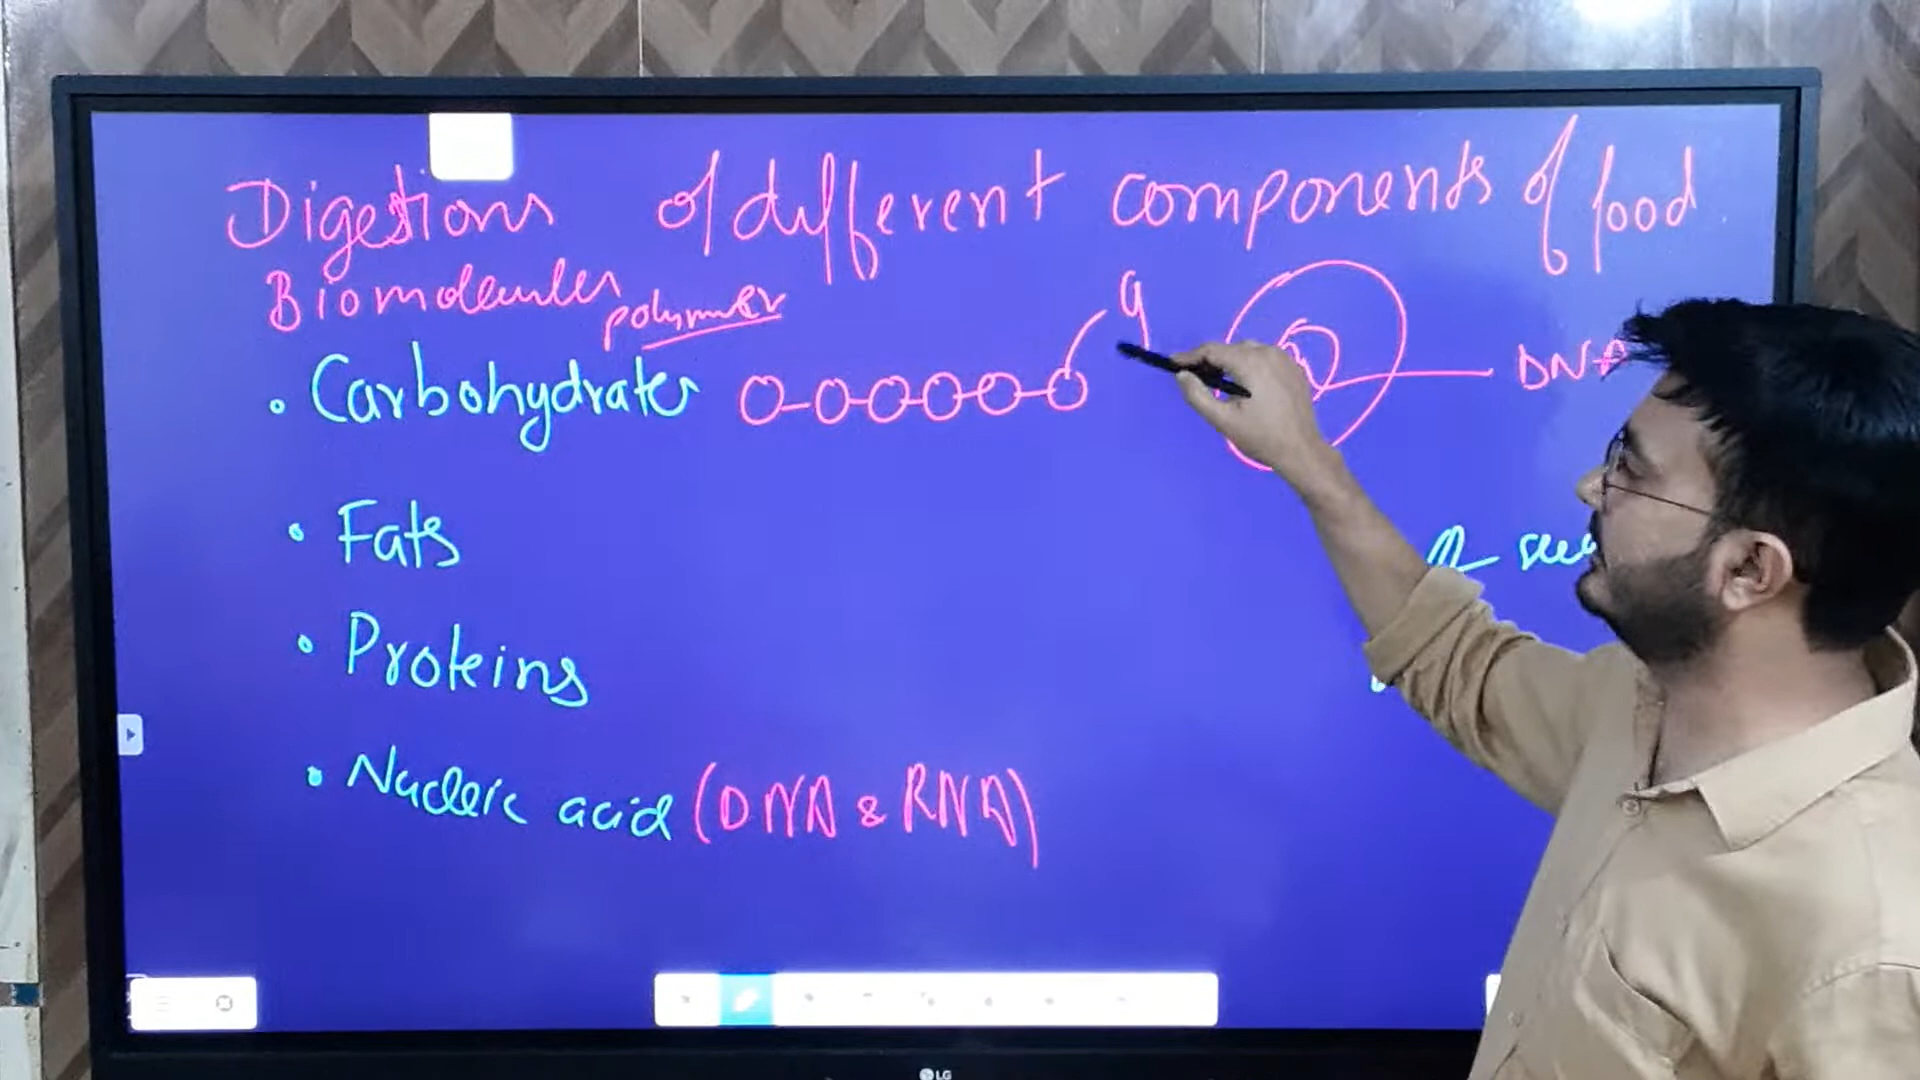 Digestions of different components of food
Biomolecules
polymer
• Carbohydrates
g
DNA
• Fats
• Proteins
• Nucleic acid (DNA & RNA)
LG